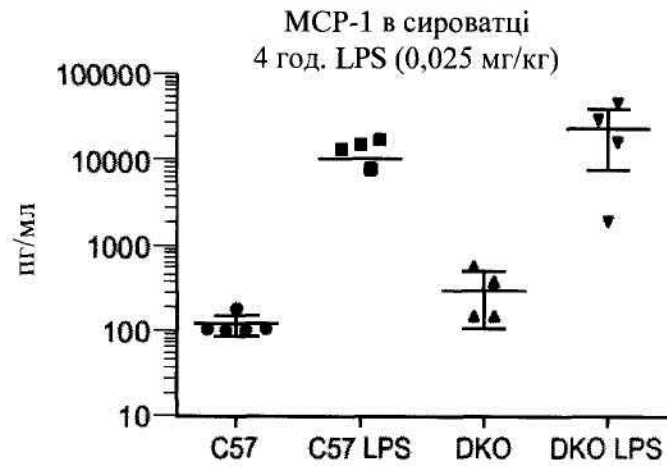 МСР-1 в сироватці
4 год. LPS (0,025 мг/кг)
100000
10000
1000
100
10
пг/мл
C57
C57 LPS
DKO
DKO LPS